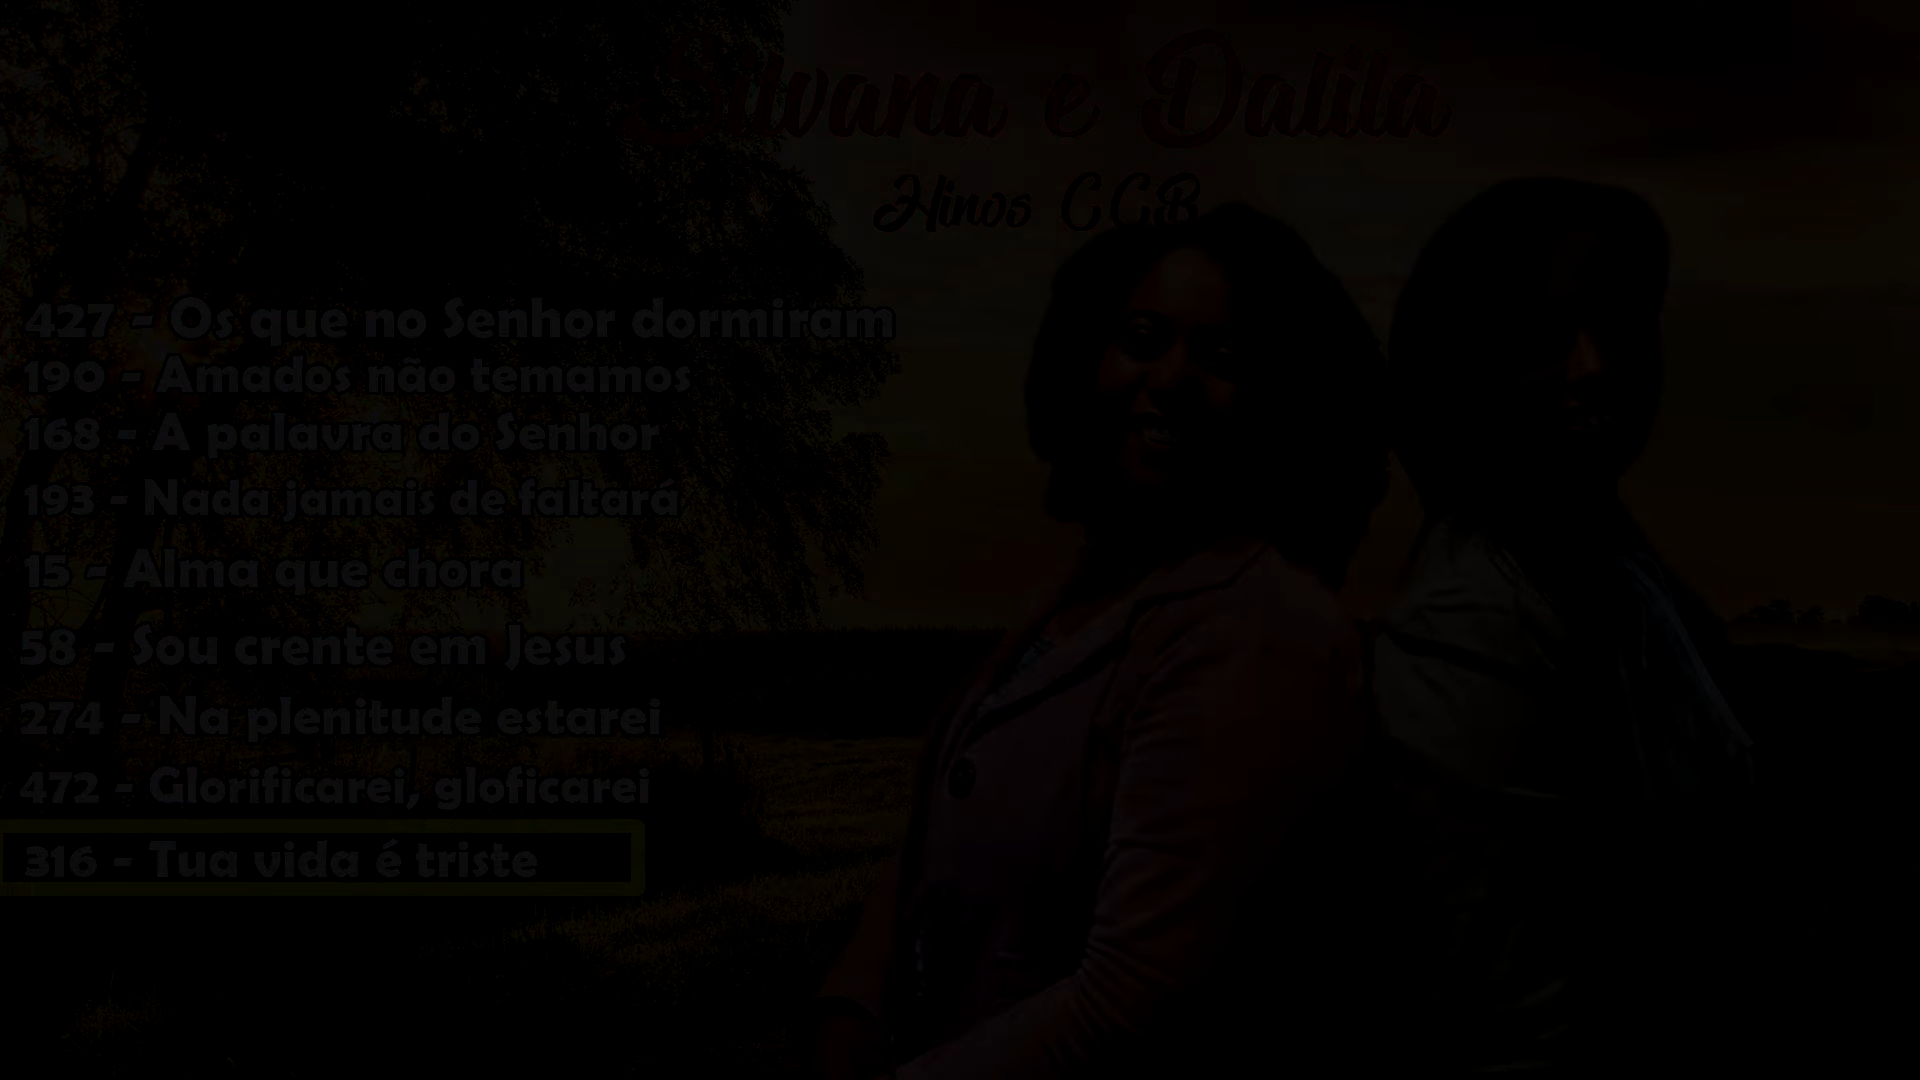 Silvana e Dalila
Hinos CCB
427 - Os que no Senhor dormiram
190 - Amados não temamos
168 - A palavra do Senhor
193 - Nada jamais de faltará
15 - Alma que chora
58 - Sou crente em Jesus
274 - Na plenitude estarei
472 - Glorificarei, gloficarei
316 - Tua vida é triste